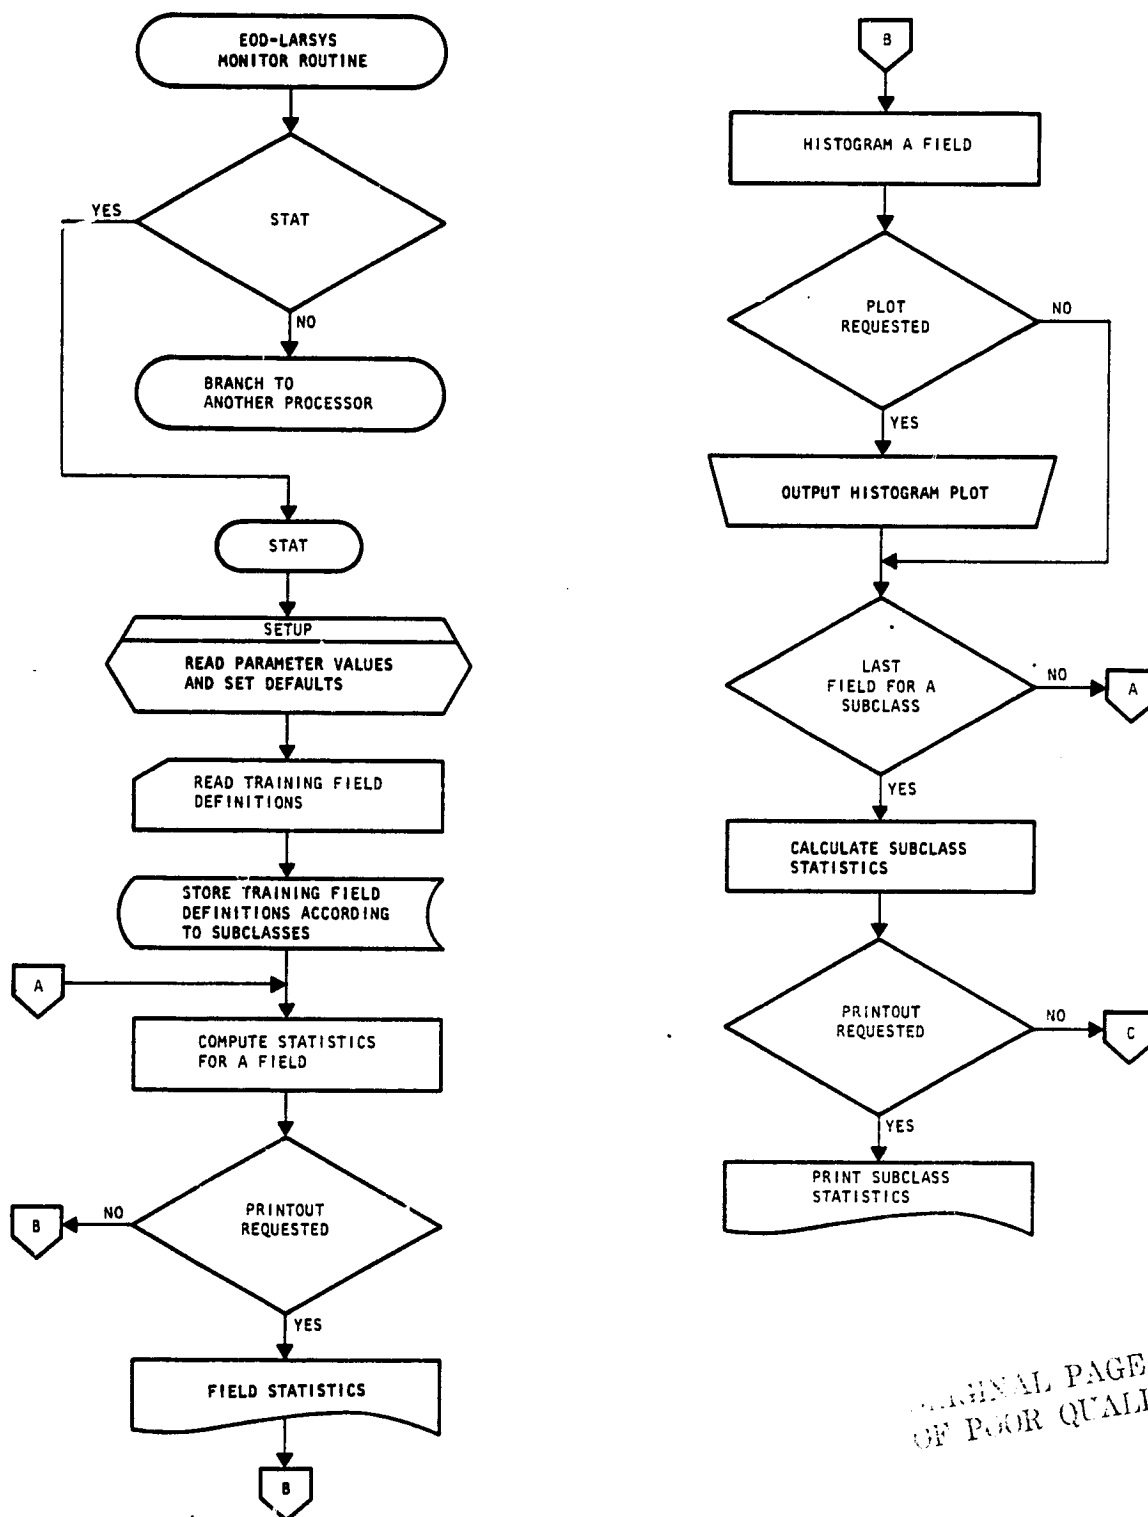 EOD-LARSYS
MONITOR ROUTINE
YES
STAT
NO
BRANCH TO
ANOTHER PROCESSOR
STAT
SETUP
READ PARAMETER VALUES
AND SET DEFAULTS
READ TRAINING FIELD
DEFINITIONS
STORE TRAINING FIELD
DEFINITIONS ACCORDING
TO SUBCLASSES
A
COMPUTE STATISTICS
FOR A FIELD
B
NO
PRINTOUT
REQUESTED
YES
FIELD STATISTICS
B
B
HISTOGRAM A FIELD
PLOT
REQUESTED
NO
YES
OUTPUT HISTOGRAM PLOT
LAST
FIELD FOR A
SUBCLASS
NO
A
YES
CALCULATE SUBCLASS
STATISTICS
PRINTOUT
REQUESTED
NO
C
YES
PRINT SUBCLASS
STATISTICS
PAGE
OF POOR